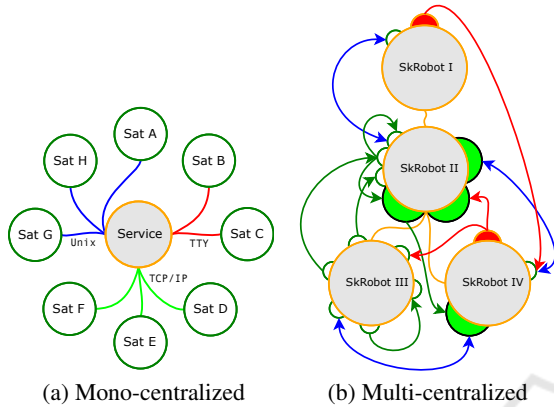 Sat A
Sat H
Sat B
Sat G
Service
Sat C
Unix
TTY
TCP/IP
Sat F
Sat D
Sat E
(a) Mono-centralized
SkRobot I
SkRobot II
SkRobot III
SkRobot IV
(b) Multi-centralized